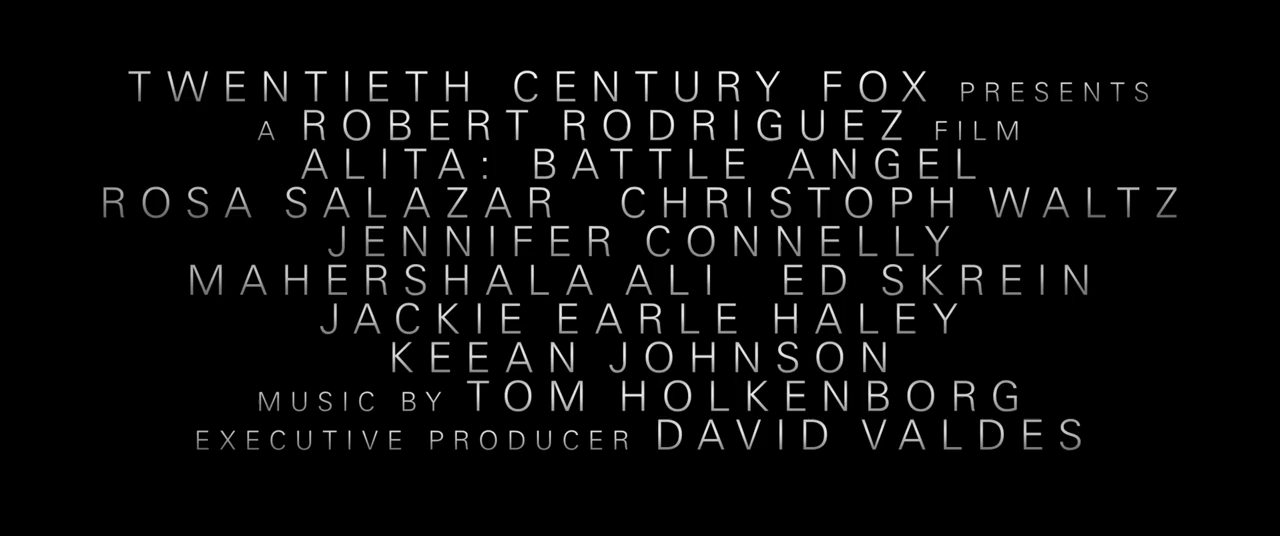 TWENTIETH CENTURY FOX PRESENTS
A ROBERT RODRIGUEZ FILM
ALITA: BATTLE ANGEL
ROSA SALAZAR CHRISTOPH WALTZ
JENNIFER CONNELLY
MAHERSHALA ALI ED SKREIN
JACKIE EARLE HALEY
KEEAN JOHNSON
MUSIC BY TOM HOLKENBORG
EXECUTIVE PRODUCER DAVID VALDES